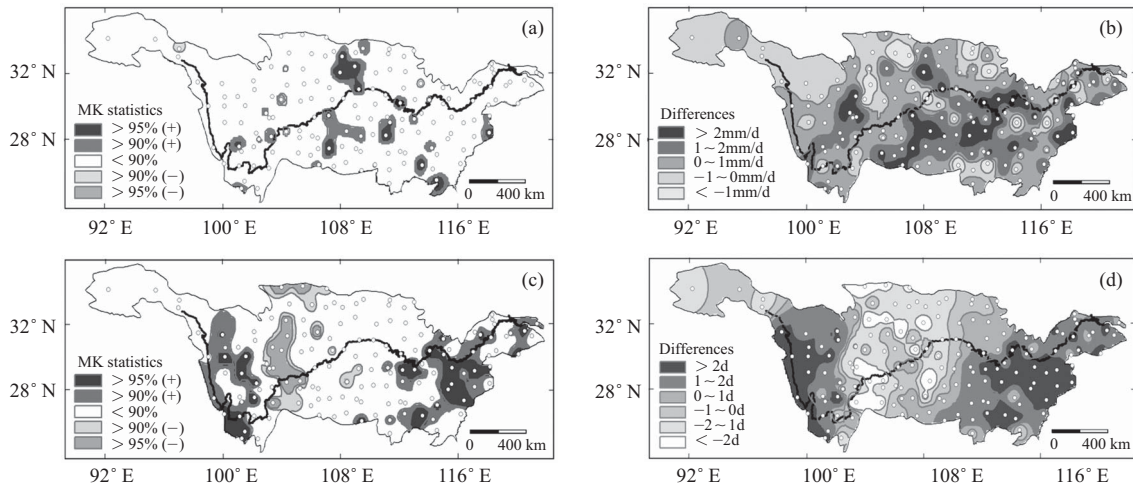 (a)
32° N
28° N
MK statistics
> 95% (+)
> 90% (+)
< 90%
> 90% (−)
> 95% (−)
0 400 km
92° E 100° E 108° E 116° E
(b)
32° N
28° N
Differences
> 2mm/d
1~2mm/d
0~1mm/d
−1~0mm/d
< −1mm/d
0 400 km
92° E 100° E 108° E 116° E
(c)
32° N
28° N
MK statistics
> 95% (+)
> 90% (+)
< 90%
> 90% (−)
> 95% (−)
0 400 km
92° E 100° E 108° E 116° E
(d)
32° N
28° N
Differences
> 2d
1~2d
0~1d
−1~0d
−2~1d
< −2d
0 400 km
92° E 100° E 108° E 116° E